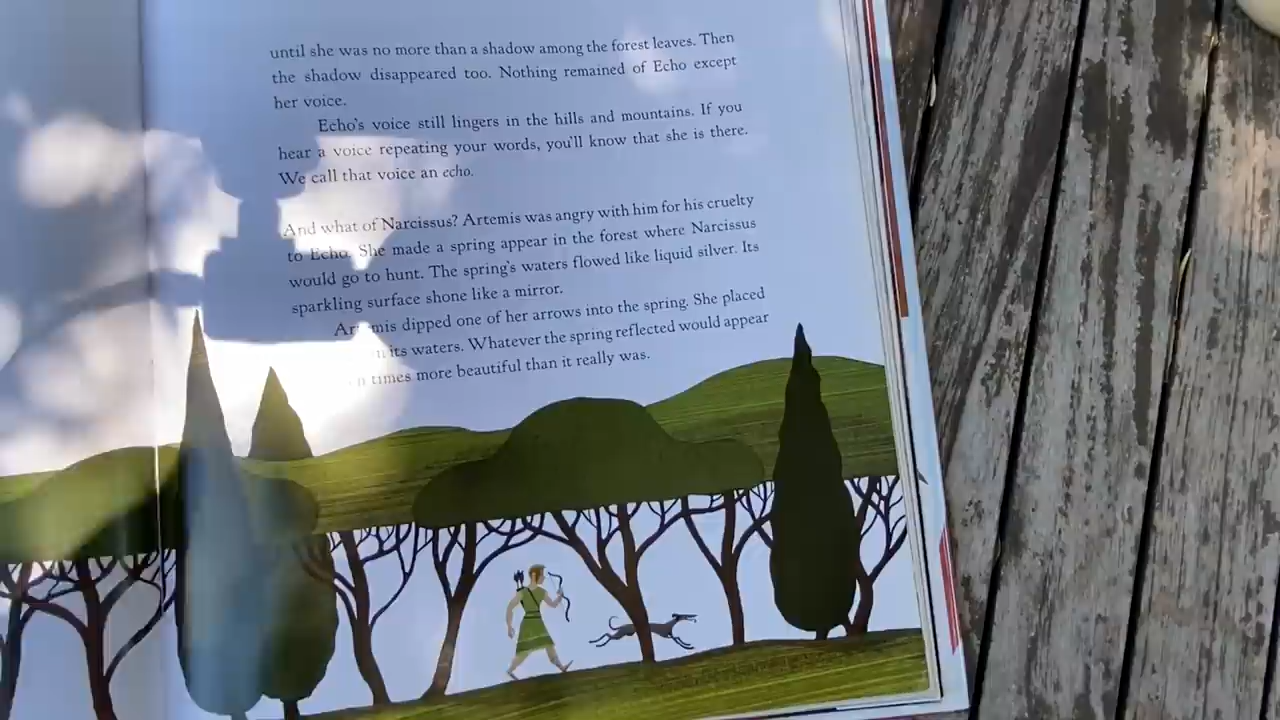 until she was no more than a shadow among the forest leaves. Then
the shadow disappeared too. Nothing remained of Echo except
her voice.
Echo's voice still lingers in the hills and mountains. If you
hear a voice repeating your words, you'll know that she is there.
We call that voice an echo.
And what of Narcissus? Artemis was angry with him for his cruelty
to Echo. She made a spring appear in the forest where Narcissus
would go to hunt. The spring's waters flowed like liquid silver. Its
sparkling surface shone like a mirror.
Artemis dipped one of her arrows into the spring. She placed
its waters. Whatever the spring reflected would appear
times more beautiful than it really was.